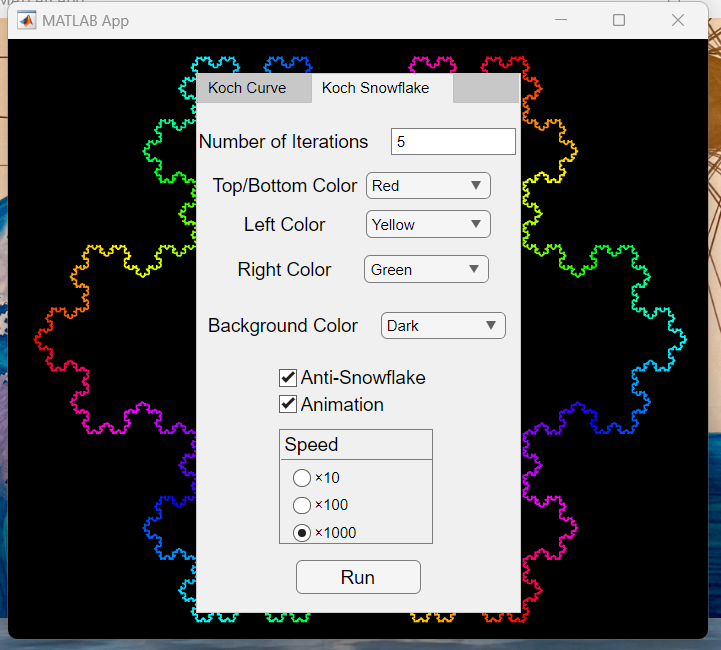 MATLAB App
Koch Curve Koch Snowflake
Number of Iterations 5
Top/Bottom Color Red
Left Color Yellow
Right Color Green
Background Color Dark
Anti-Snowflake
Animation
Speed
×10
×100
×1000
Run